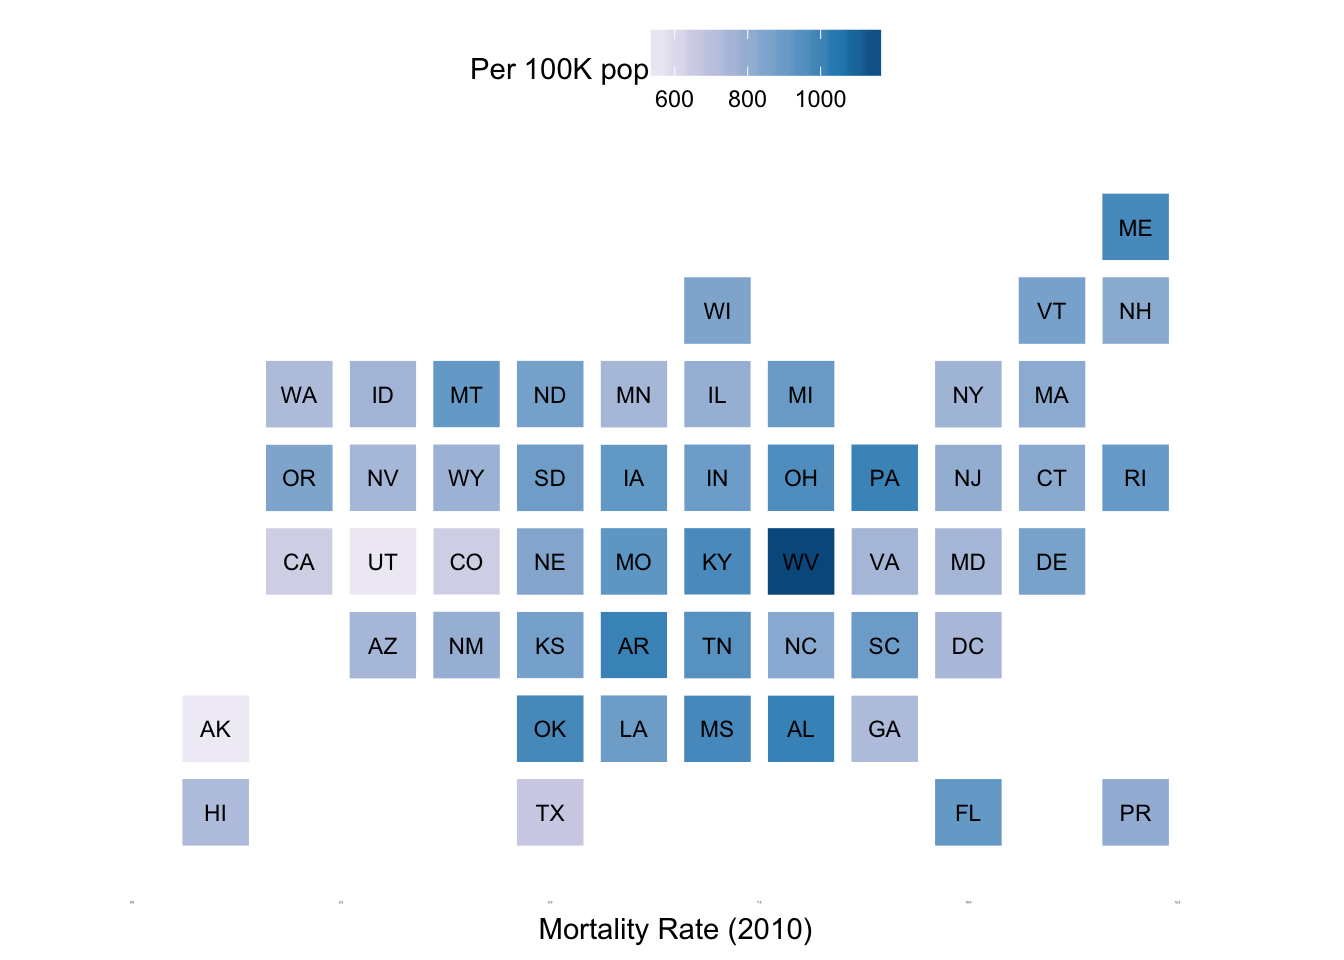 Per 100K pop
600 800 1000
ME
WI VT NH
WA ID MT ND MN IL MI NY MA
OR NV WY SD IA IN OH PA NJ CT RI
CA UT CO NE MO KY WV VA MD DE
AZ NM KS AR TN NC SC DC
AK OK LA MS AL GA
HI TX FL PR
Mortality Rate (2010)